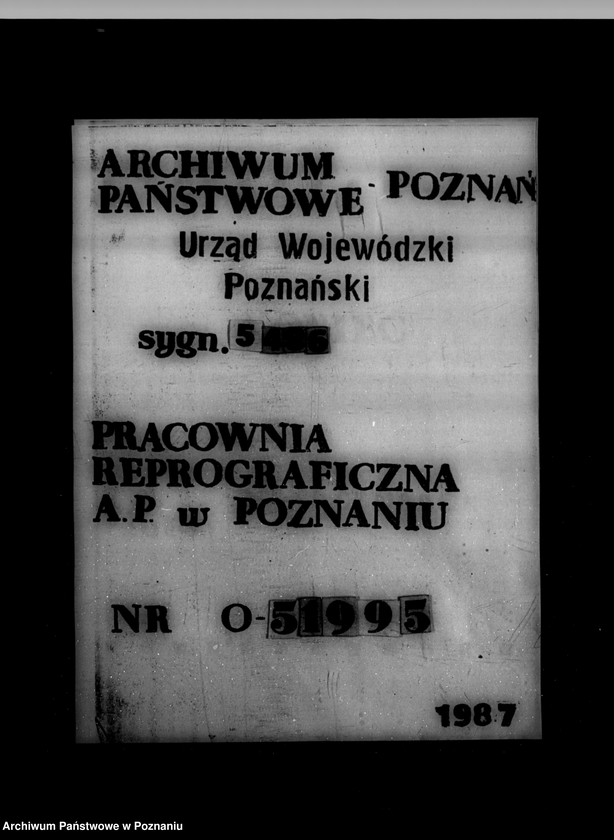 ARCHIWUM
PAŃSTWOWE - POZNAŃ
Urząd Wojewódzki
Poznański
sygn. 5
PRACOWNIA
REPROGRAFICZNA
A.P. w POZNANIU
NR O-51995
1987
Archiwum Państwowe w Poznaniu